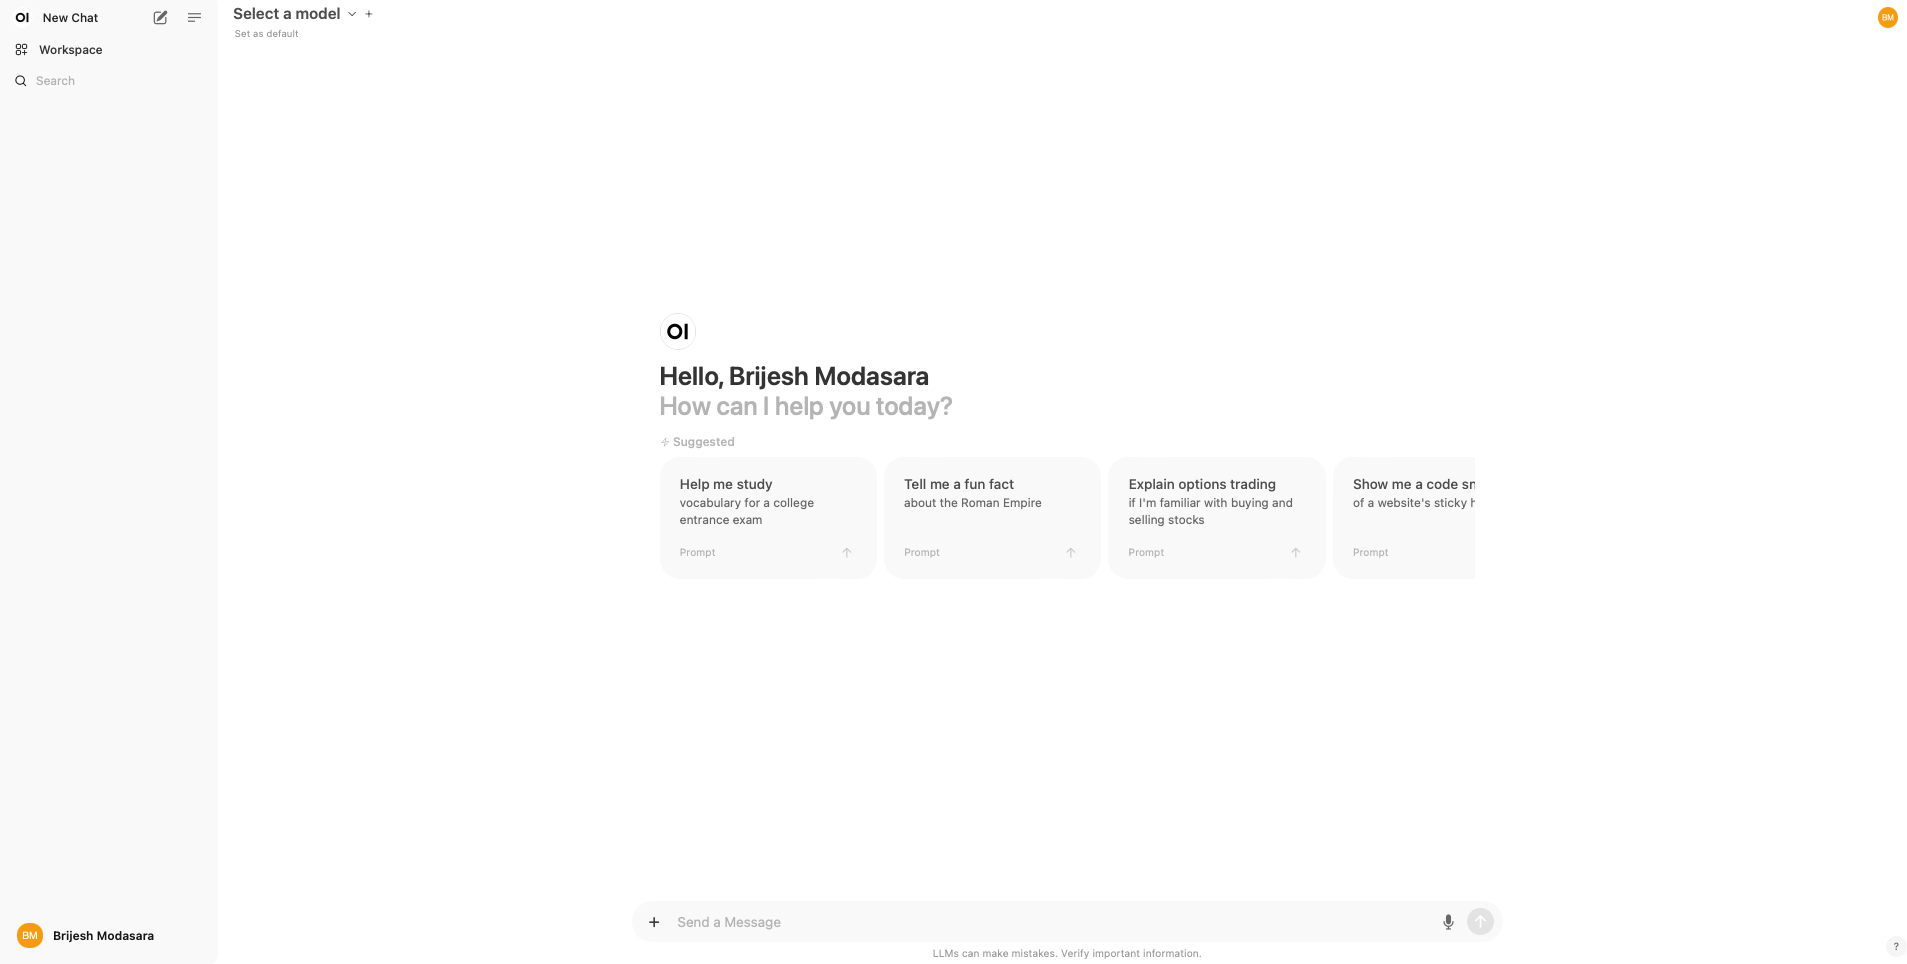 OI New Chat
Workspace
Search
BM Brijesh Modasara
Select a model
Set as default
BM
OI
Hello, Brijesh Modasara
How can I help you today?
Suggested
Help me study
vocabulary for a college
entrance exam
Prompt
Tell me a fun fact
about the Roman Empire
Prompt
Explain options trading
if I'm familiar with buying and
selling stocks
Prompt
Show me a code
of a website's sticky
Prompt
Send a Message
LLMs can make mistakes. Verify important information.
?